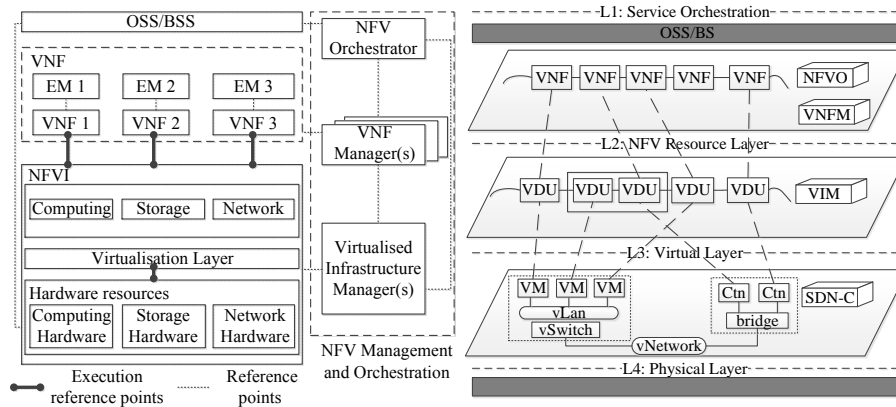 OSS/BSS
VNF
EM 1
EM 2
EM 3
VNF 1
VNF 2
VNF 3
NFVI
Computing
Storage
Network
Virtualisation Layer
Hardware resources
Computing
Hardware
Storage
Hardware
Network
Hardware
Execution
reference points
Reference
points
NFV
Orchestrator
VNF
Manager(s)
Virtualised
Infrastructure
Manager(s)
NFV Management
and Orchestration
L1: Service Orchestration
OSS/BS
VNF
VNF
VNF
VNF
VNF
NFVO
VNFM
L2: NFV Resource Layer
VDU
VDU
VDU
VDU
VDU
VIM
L3: Virtual Layer
VM
VM
VM
vLan
vSwitch
Ctn
Ctn
bridge
SDN-C
vNetwork
L4: Physical Layer